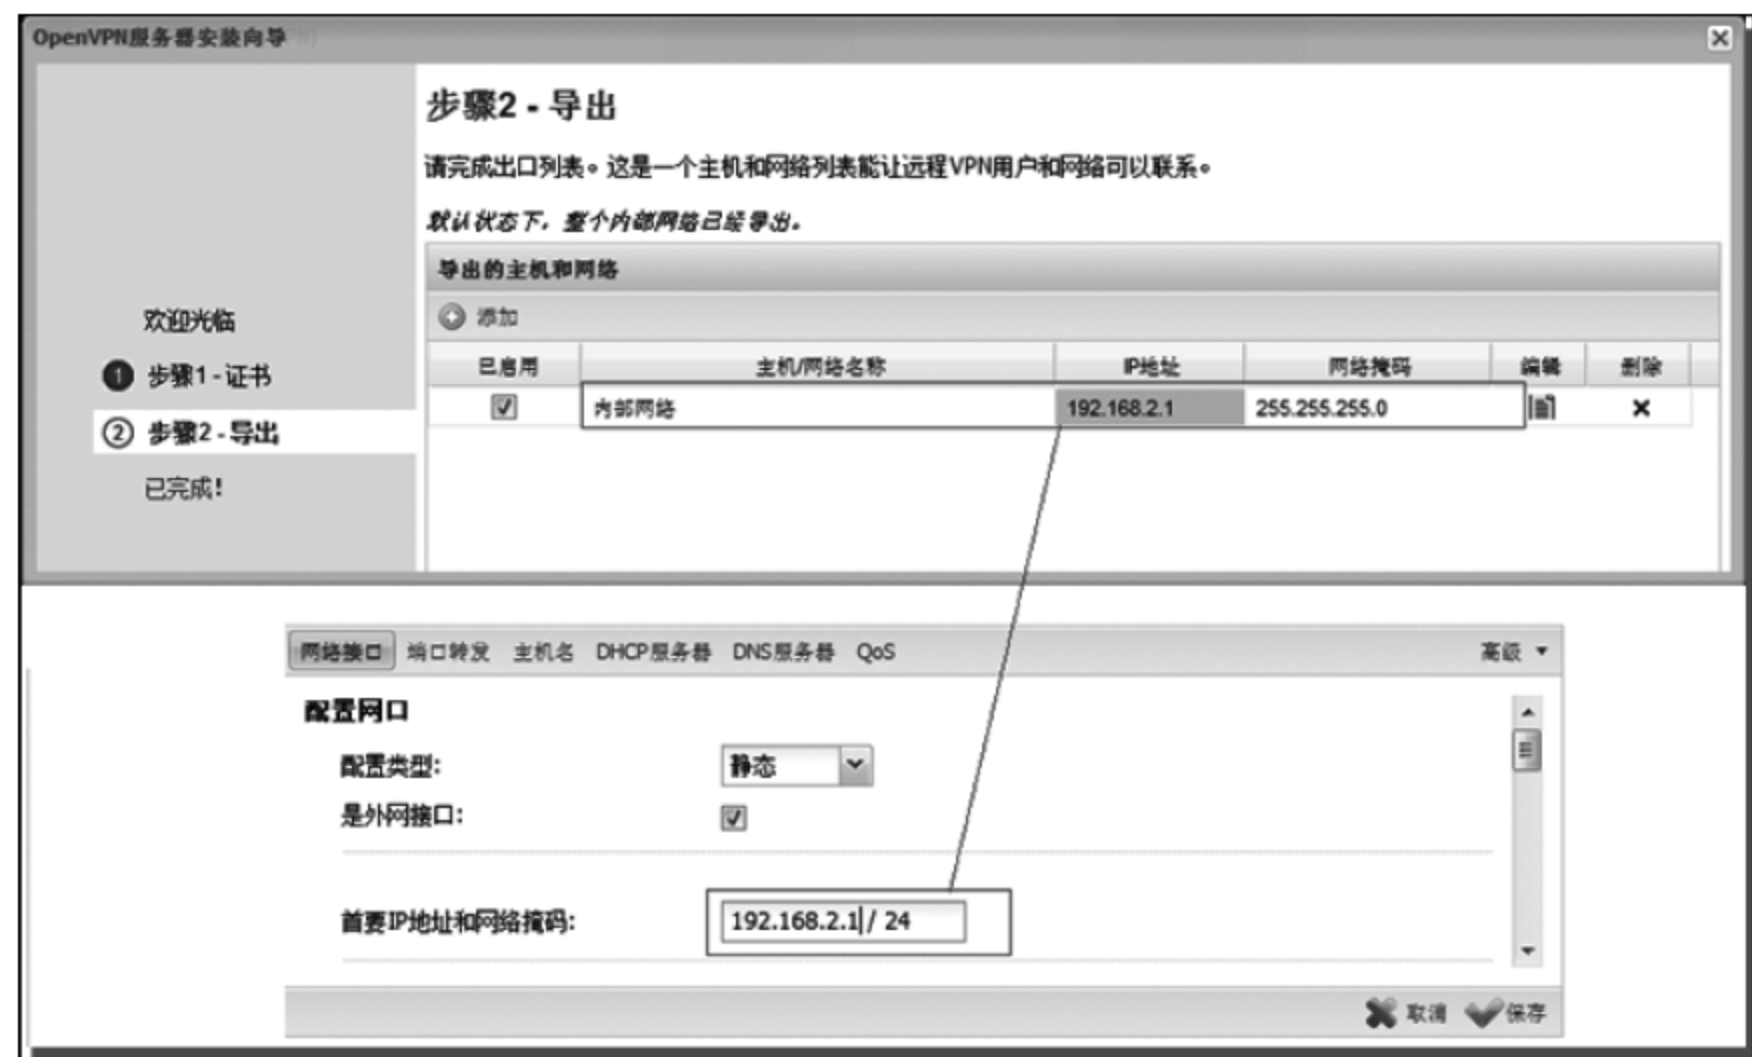 OpenVPN服务器安装向导
步骤2 - 导出
请完成出口列表。这是一个主机和网络列表能让远程VPN用户和网络可以联系。
默认状态下，整个内部网络已经导出。
导出的主机和网络
添加
已启用 主机/网络名称 IP地址 网络掩码 编辑 删除
内部网络 192.168.2.1 255.255.255.0
欢迎光临
1 步骤1 - 证书
2 步骤2 - 导出
已完成!
网络接口 端口转发 主机名 DHCP服务器 DNS服务器 QoS 高级
配置网口
配置类型: 静态
是外网接口:
首要IP地址和网络掩码: 192.168.2.1 / 24
取消 保存